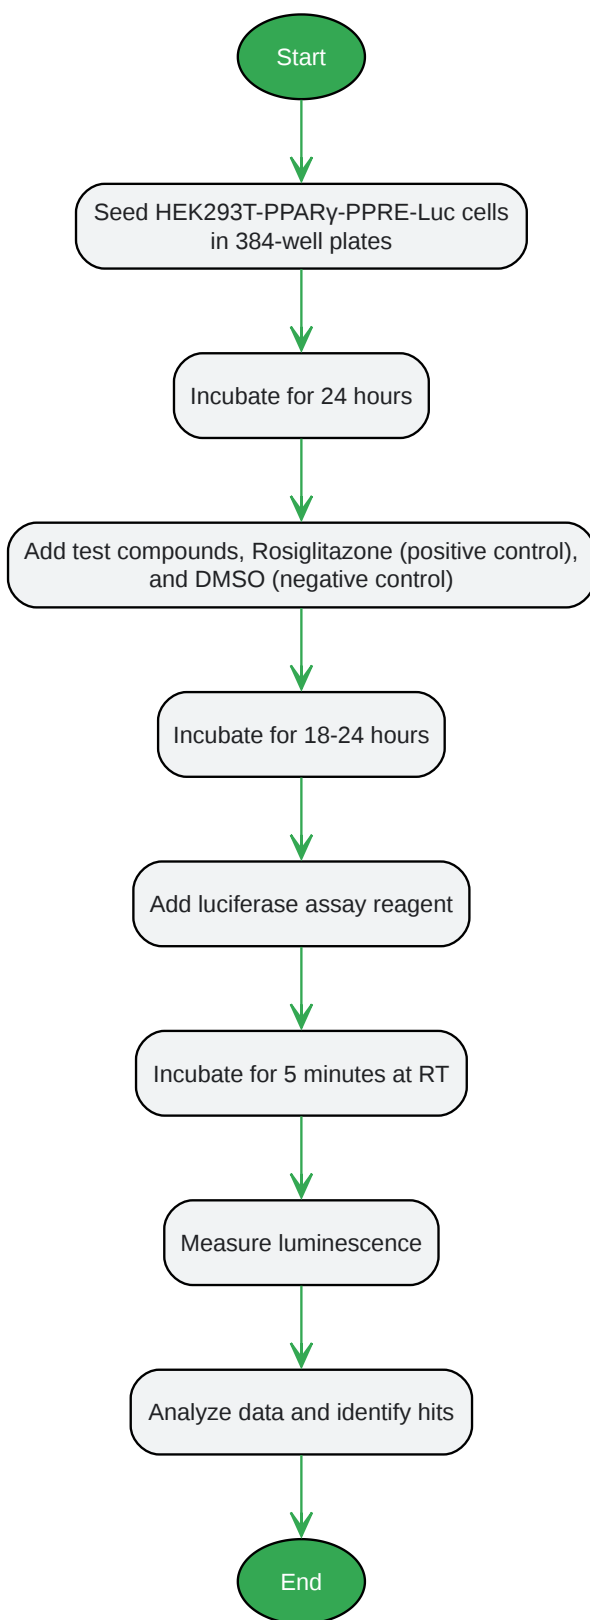 Start
Seed HEK293T-PPARγ-PPRE-Luc cells
in 384-well plates
Incubate for 24 hours
Add test compounds, Rosiglitazone (positive control),
and DMSO (negative control)
Incubate for 18-24 hours
Add luciferase assay reagent
Incubate for 5 minutes at RT
Measure luminescence
Analyze data and identify hits
End